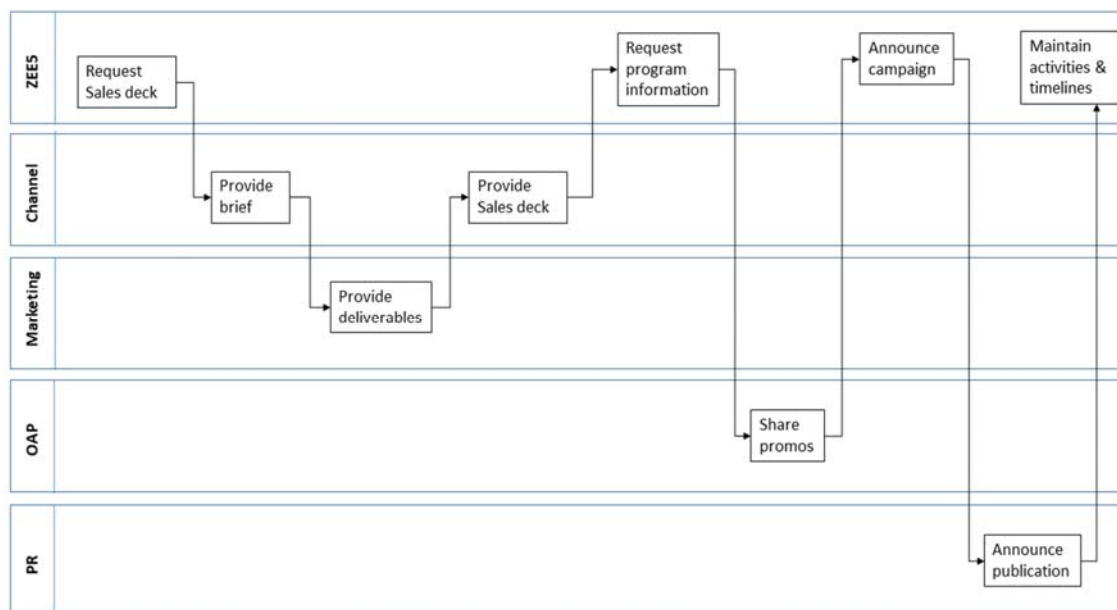 ZEE5
Request
Sales deck
Request
program
information
Announce
campaign
Maintain
activities &
timelines
Channel
Provide
brief
Provide
Sales deck
Marketing
Provide
deliverables
OAP
Share
promos
PR
Announce
publication